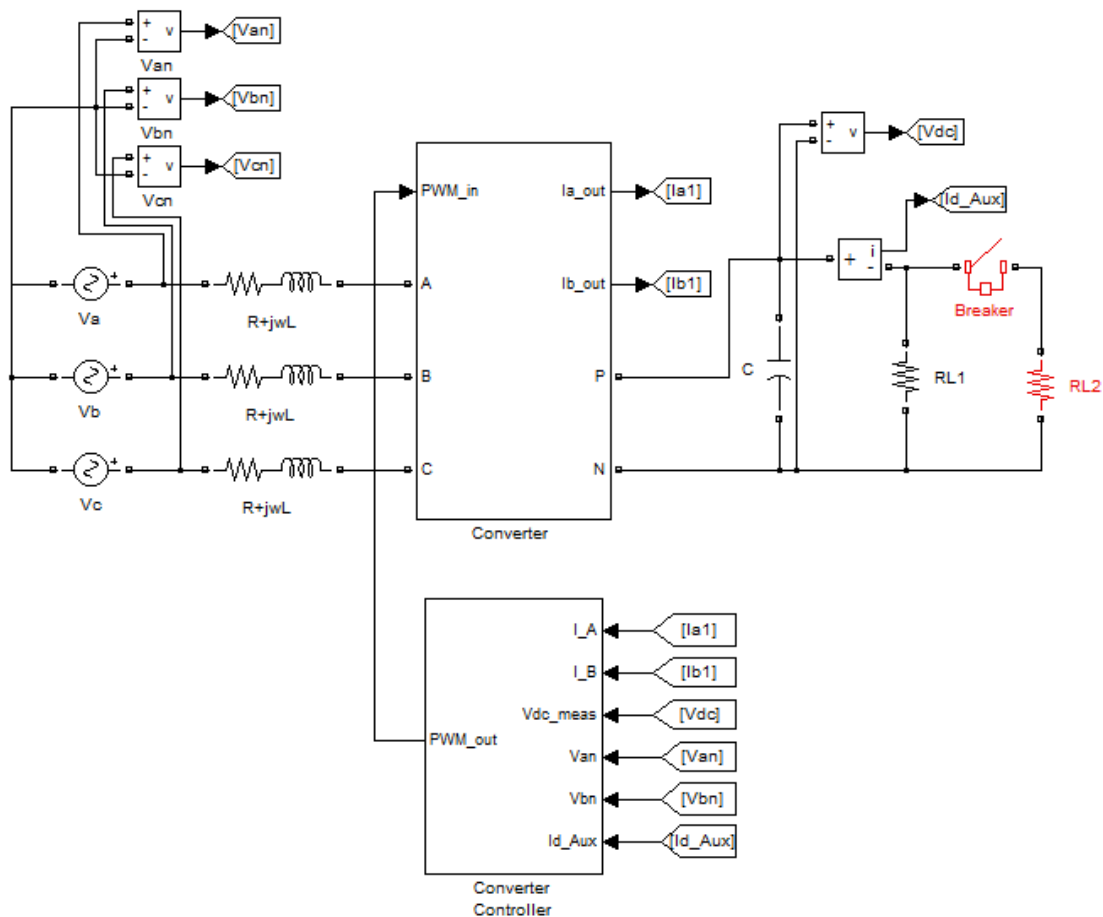 +
-
v
[Van]
Van
+
-
v
[Vbn]
Vbn
+
-
v
[Vcn]
Vcn
+
Va
R+jwL
+
Vb
R+jwL
+
Vc
R+jwL
PWM_in
A
B
C
Ia_out
Ib_out
P
N
Converter
[Ia1]
[Ib1]
+
-
v
[Vdc]
+
i
-
[Id_Aux]
Breaker
C
RL1
RL2
PWM_out
I_A
I_B
Vdc_meas
Van
Vbn
Id_Aux
[Ia1]
[Ib1]
[Vdc]
[Van]
[Vbn]
[Id_Aux]
Converter
Controller